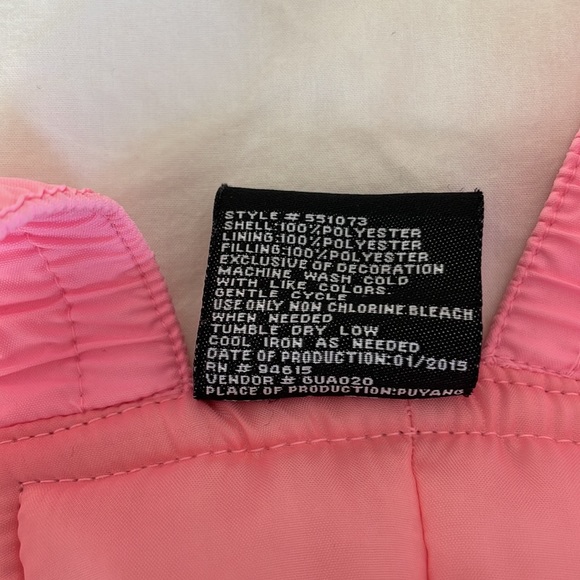 STYLE # 551073
SHELL:100%POLYESTER
LINING:100%POLYESTER
FILLING:100%POLYESTER
EXCLUSIVE OF DECORATION
MACHINE WASH COLD
WITH LIKE COLORS.
GENTLE CYCLE
USE ONLY NON CHLORINE.BLEACH
WHEN NEEDED
TUMBLE DRY LOW
COOL IRON AS NEEDED
DATE OF PRODUCTION:01/2015
RN # 94615
VENDOR # GUA020
PLACE OF PRODUCTION:PUYANG